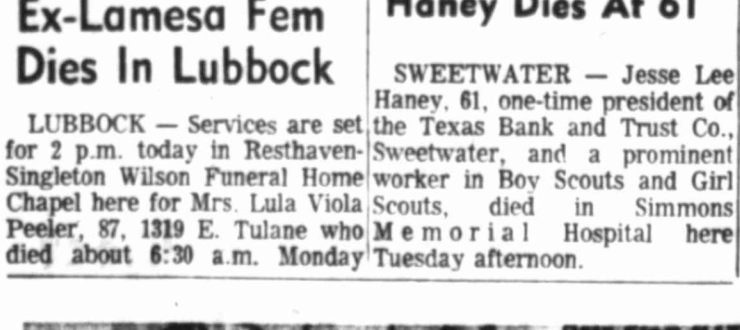 Ex-Lamesa Fem
Dies In Lubbock
LUBBOCK — Services are set
for 2 p.m. today in Resthaven-
Singleton Wilson Funeral Home
Chapel here for Mrs. Lula Viola
Peeler, 87, 1319 E. Tulane who
died about 6:30 a.m. Monday
Haney Dies At 61
SWEETWATER — Jesse Lee
Haney, 61, one-time president of
the Texas Bank and Trust Co.,
Sweetwater, and a prominent
worker in Boy Scouts and Girl
Scouts, died in Simmons
Memorial Hospital here
Tuesday afternoon.